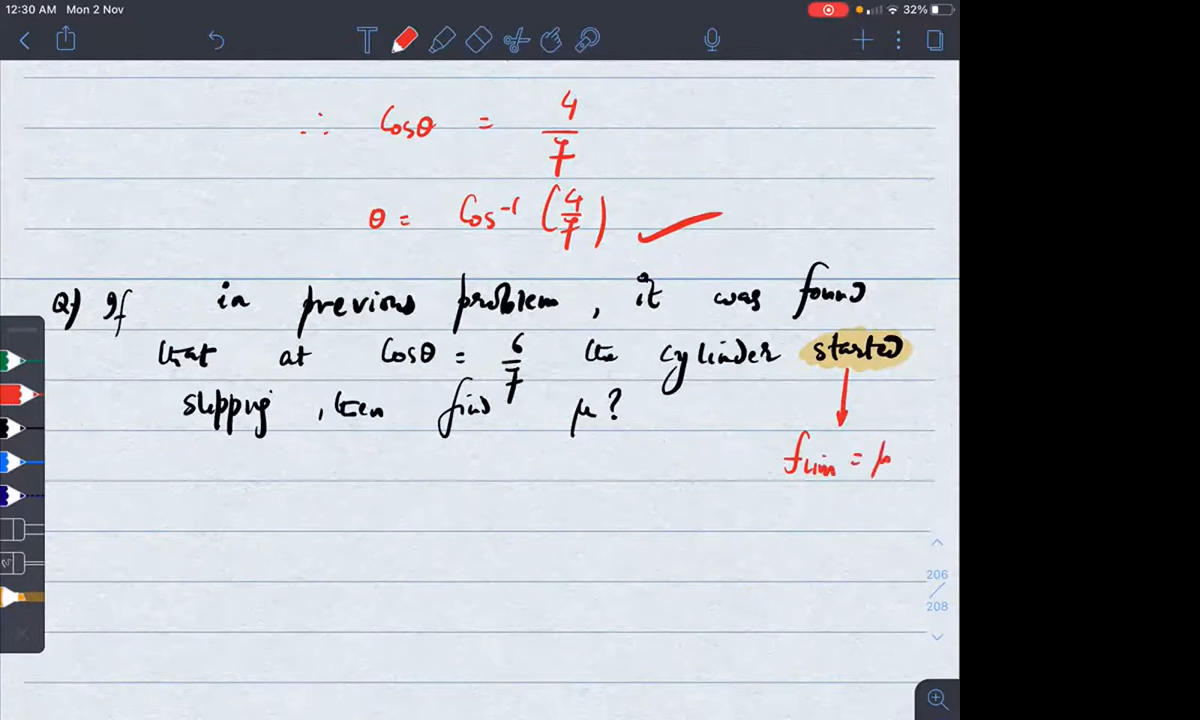 12:30 AM Mon 2 Nov
32%
∴ Cosθ = 4/7
θ = Cos⁻¹ (4/7)
Q) If in previous problem, it was found
that at Cosθ = 6/7 the cylinder started
slipping, then find μ?
flim = μ
206
208